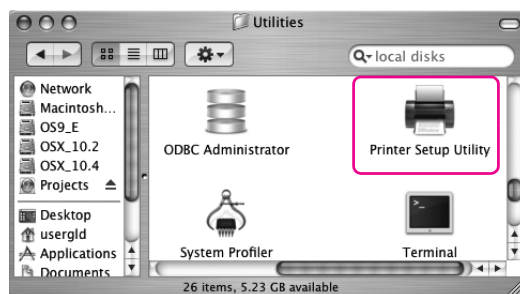 Utilities
local disks
Network
Macintosh...
OS9_E
OSX_10.2
OSX_10.4
Projects
Desktop
usergld
Applications
Documents
ODBC Administrator
Printer Setup Utility
System Profiler
>_
Terminal
26 items, 5.23 GB available